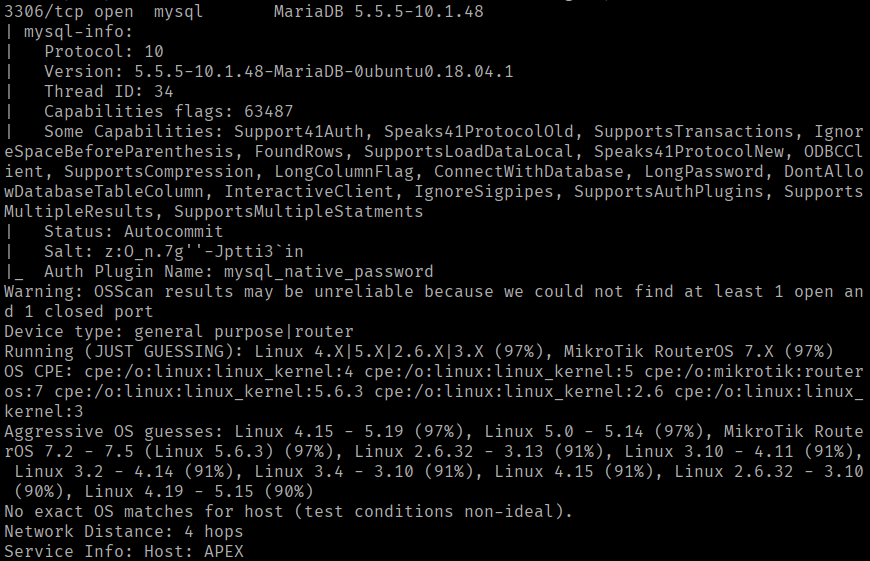 3306/tcp open  mysql       MariaDB 5.5.5-10.1.48
| mysql-info:
|   Protocol: 10
|   Version: 5.5.5-10.1.48-MariaDB-0ubuntu0.18.04.1
|   Thread ID: 34
|   Capabilities flags: 63487
|   Some Capabilities: Support41Auth, Speaks41ProtocolOld, SupportsTransactions, Ignor
eSpaceBeforeParenthesis, FoundRows, SupportsLoadDataLocal, Speaks41ProtocolNew, ODBCCl
ient, SupportsCompression, LongColumnFlag, ConnectWithDatabase, LongPassword, DontAllo
wDatabaseTableColumn, InteractiveClient, IgnoreSigpipes, SupportsAuthPlugins, Supports
MultipleResults, SupportsMultipleStatments
|   Status: Autocommit
|   Salt: z:O_n.7g''-Jptti3`in
|_  Auth Plugin Name: mysql_native_password
Warning: OSScan results may be unreliable because we could not find at least 1 open an
d 1 closed port
Device type: general purpose|router
Running (JUST GUESSING): Linux 4.X|5.X|2.6.X|3.X (97%), MikroTik RouterOS 7.X (97%)
OS CPE: cpe:/o:linux:linux_kernel:4 cpe:/o:linux:linux_kernel:5 cpe:/o:mikrotik:router
os:7 cpe:/o:linux:linux_kernel:5.6.3 cpe:/o:linux:linux_kernel:2.6 cpe:/o:linux:linux_
kernel:3
Aggressive OS guesses: Linux 4.15 - 5.19 (97%), Linux 5.0 - 5.14 (97%), MikroTik Route
rOS 7.2 - 7.5 (Linux 5.6.3) (97%), Linux 2.6.32 - 3.13 (91%), Linux 3.10 - 4.11 (91%),
 Linux 3.2 - 4.14 (91%), Linux 3.4 - 3.10 (91%), Linux 4.15 (91%), Linux 2.6.32 - 3.10
 (90%), Linux 4.19 - 5.15 (90%)
No exact OS matches for host (test conditions non-ideal).
Network Distance: 4 hops
Service Info: Host: APEX